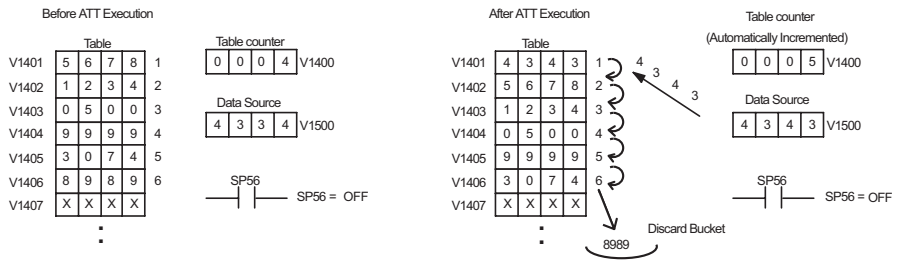 Before ATT Execution
Table
V1401 5 6 7 8 1
V1402 1 2 3 4 2
V1403 0 5 0 0 3
V1404 9 9 9 9 4
V1405 3 0 7 4 5
V1406 8 9 8 9 6
V1407 X X X X
Table counter
0 0 0 4 V1400
Data Source
4 3 3 4 V1500
SP56
SP56 = OFF
After ATT Execution
Table
V1401 4 3 4 3 1
V1402 5 6 7 8 2
V1403 1 2 3 4 3
V1404 0 5 0 0 4
V1405 9 9 9 9 5
V1406 3 0 7 4 6
V1407 X X X X
4 3 4 3
Discard Bucket
8989
Table counter
(Automatically Incremented)
0 0 0 5 V1400
Data Source
4 3 4 3 V1500
SP56
SP56 = OFF